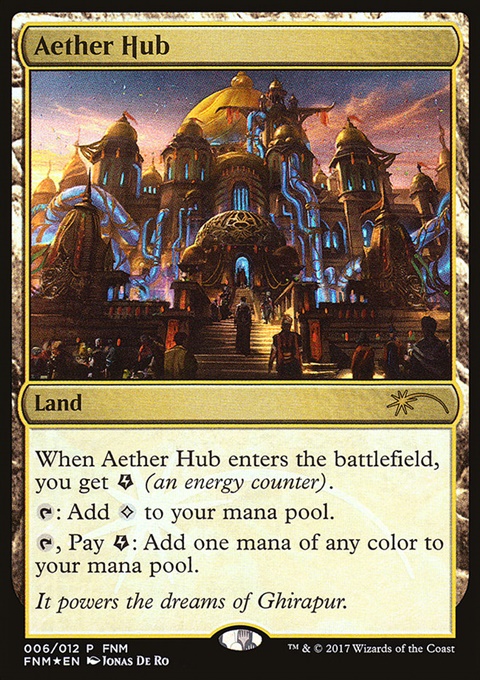 Aether Hub
Land
When Aether Hub enters the battlefield,
you get (an energy counter).
: Add to your mana pool.
, Pay : Add one mana of any color to
your mana pool.
It powers the dreams of Ghirapur.
006/012 P FNM
FNM★EN Jonas De Ro
™ & © 2017 Wizards of the Coast